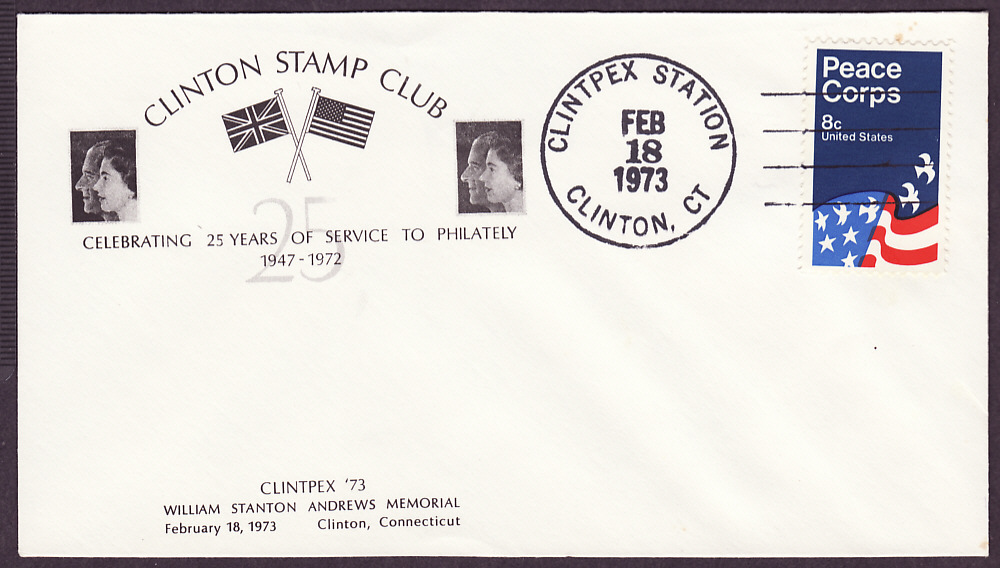 CLINTON STAMP CLUB
25
CELEBRATING 25 YEARS OF SERVICE TO PHILATELY
1947-1972
CLINTPEX STATION
FEB
18
1973
CLINTON, CT
Peace
Corps
8c
United States
CLINTPEX '73
WILLIAM STANTON ANDREWS MEMORIAL
February 18, 1973 Clinton, Connecticut